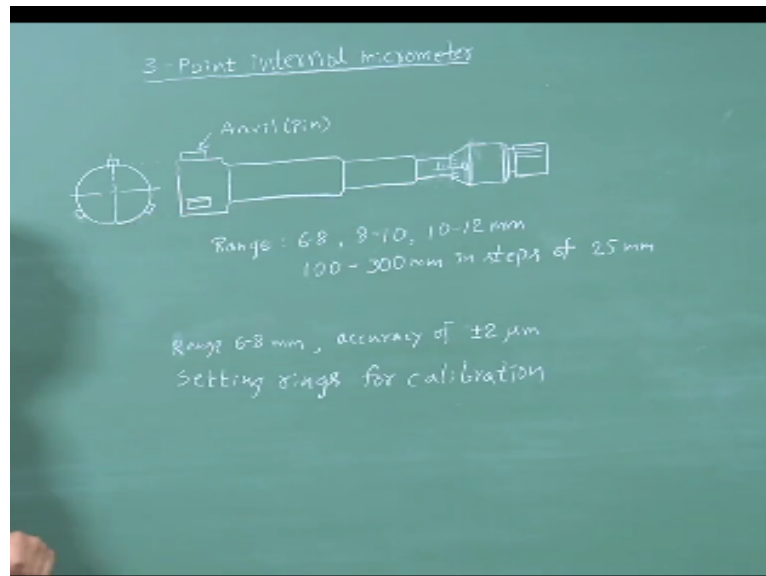 3-Point internal micrometer
Anvil(Pin)
Range : 6-8 , 8-10, 10-12 mm
100 - 300 mm in steps of 25 mm
Range 6-8 mm, accuracy of ±2 μm
Setting rings for calibration